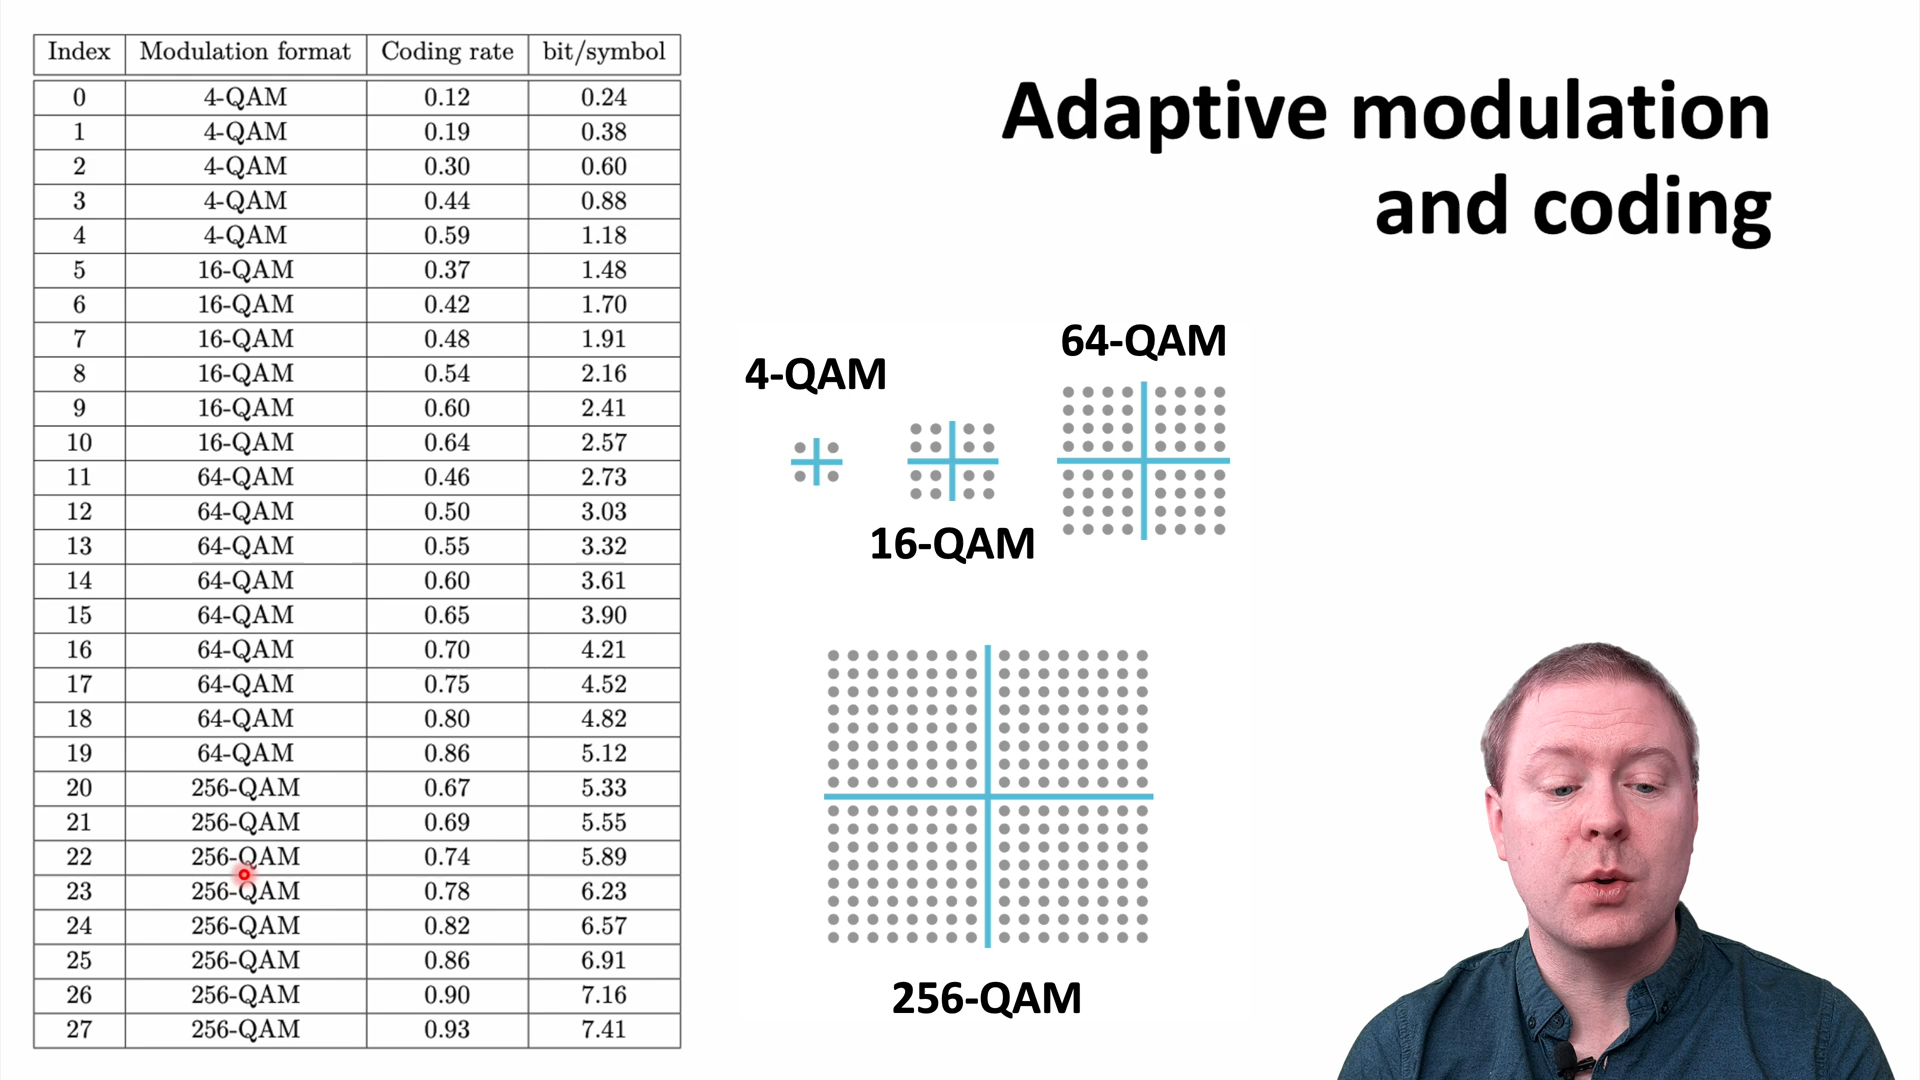 Index Modulation format Coding rate bit/symbol
0 4-QAM 0.12 0.24
1 4-QAM 0.19 0.38
2 4-QAM 0.30 0.60
3 4-QAM 0.44 0.88
4 4-QAM 0.59 1.18
5 16-QAM 0.37 1.48
6 16-QAM 0.42 1.70
7 16-QAM 0.48 1.91
8 16-QAM 0.54 2.16
9 16-QAM 0.60 2.41
10 16-QAM 0.64 2.57
11 64-QAM 0.46 2.73
12 64-QAM 0.50 3.03
13 64-QAM 0.55 3.32
14 64-QAM 0.60 3.61
15 64-QAM 0.65 3.90
16 64-QAM 0.70 4.21
17 64-QAM 0.75 4.52
18 64-QAM 0.80 4.82
19 64-QAM 0.86 5.12
20 256-QAM 0.67 5.33
21 256-QAM 0.69 5.55
22 256-QAM 0.74 5.89
23 256-QAM 0.78 6.23
24 256-QAM 0.82 6.57
25 256-QAM 0.86 6.91
26 256-QAM 0.90 7.16
27 256-QAM 0.93 7.41
Adaptive modulation
and coding
4-QAM
16-QAM
64-QAM
256-QAM